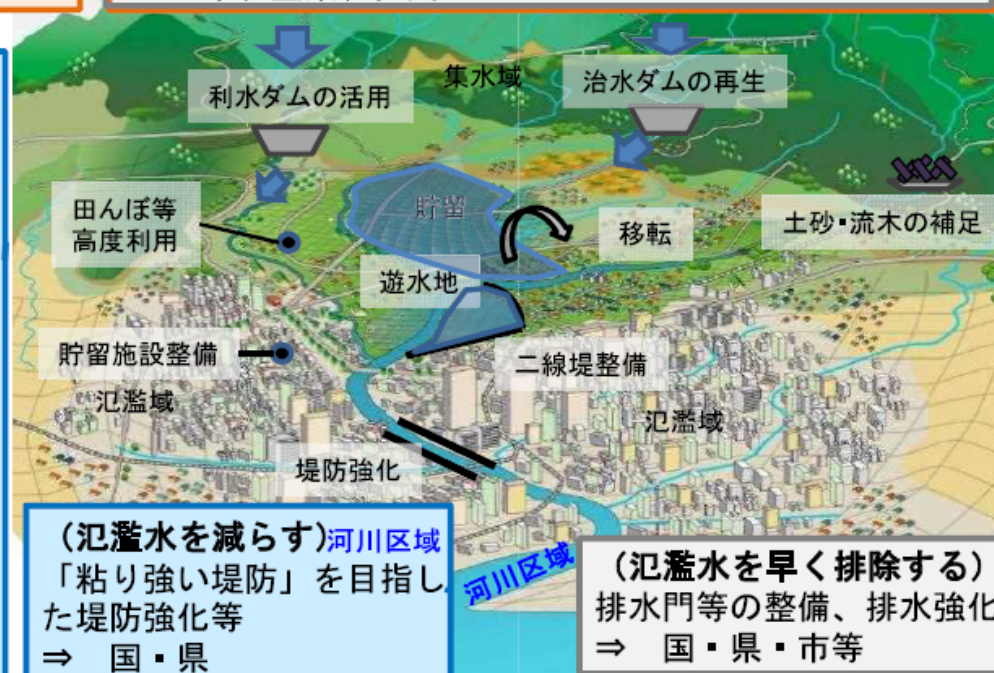 集水域
利水ダムの活用
治水ダムの再生
田んぼ等
高度利用
貯留
移転
土砂・流木の補足
遊水地
貯留施設整備
二線堤整備
氾濫域
氾濫域
堤防強化
（氾濫水を減らす）河川区域
「粘り強い堤防」を目指し
た堤防強化等
⇒　国・県
河川区域
（氾濫水を早く排除する）
排水門等の整備、排水強化
⇒　国・県・市等